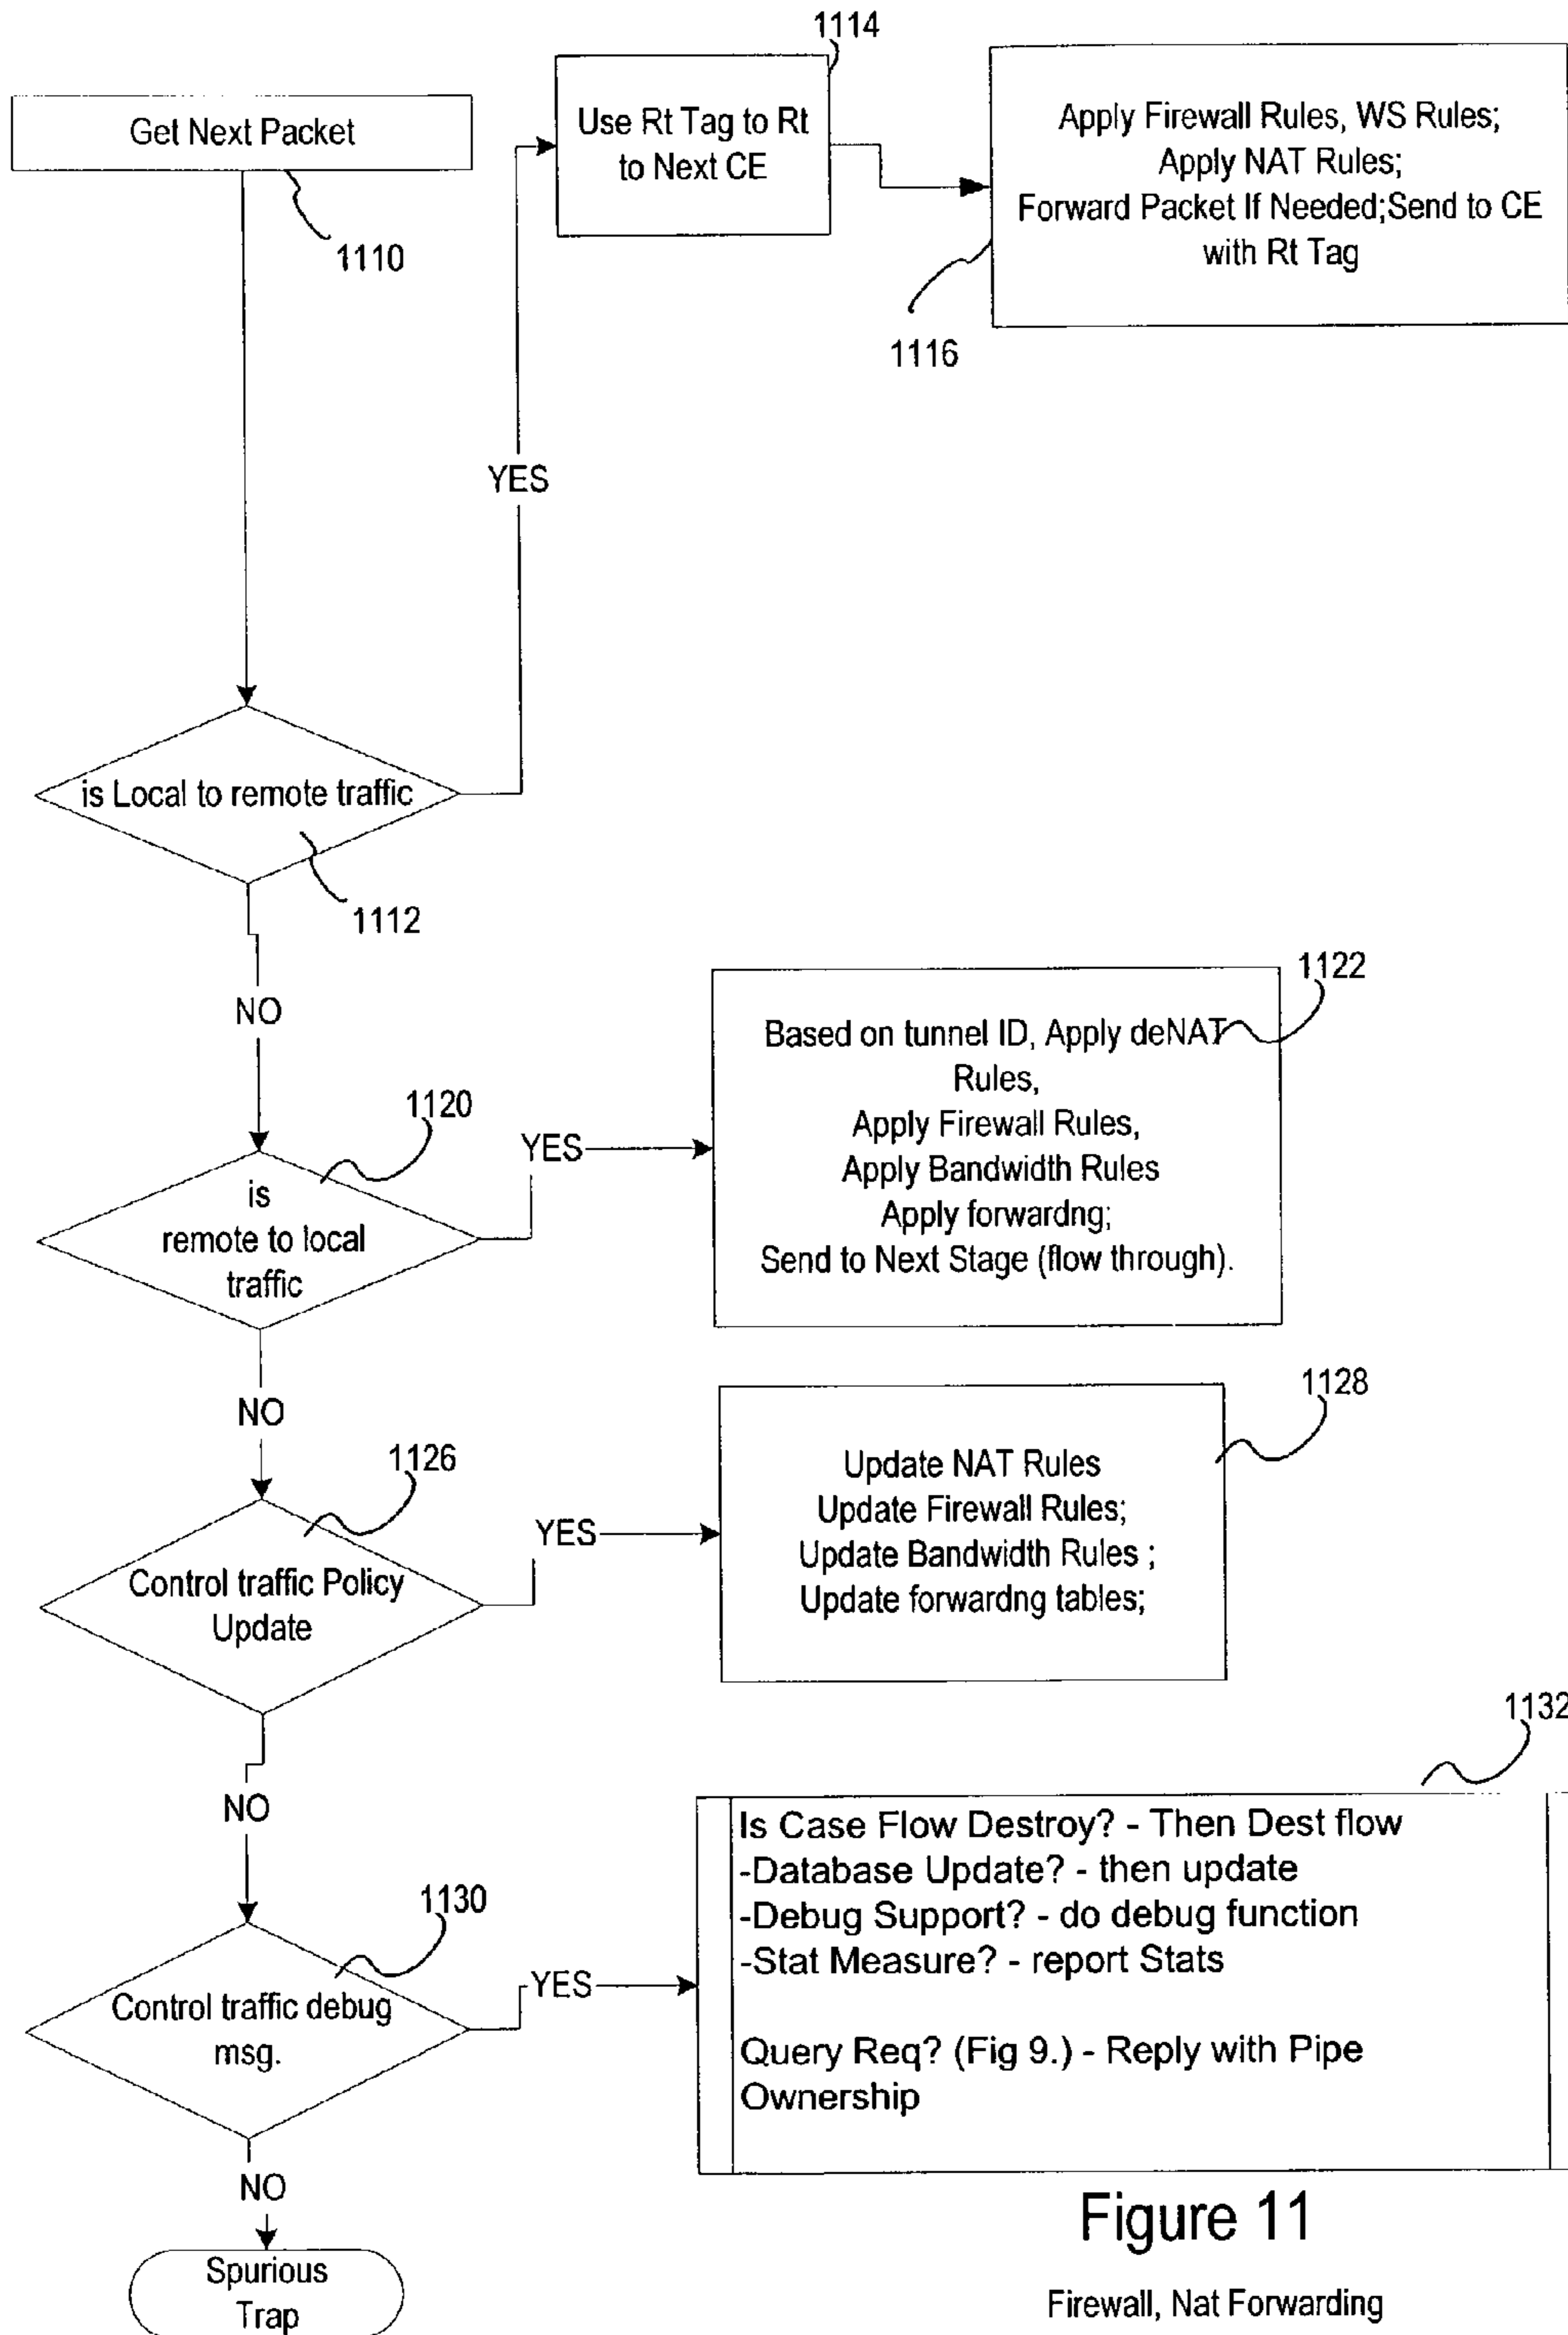 1114
Get Next Packet
1110
Use Rt Tag to Rt
to Next CE
Apply Firewall Rules, WS Rules;
Apply NAT Rules;
Forward Packet If Needed;Send to CE
with Rt Tag
1116
YES
is Local to remote traffic
1112
NO
1122
Based on tunnel ID, Apply deNAT
Rules,
Apply Firewall Rules,
Apply Bandwidth Rules
Apply forwardng;
Send to Next Stage (flow through).
1120
YES
is
remote to local
traffic
NO
1128
Update NAT Rules
Update Firewall Rules;
Update Bandwidth Rules ;
Update forwardng tables;
1126
YES
Control traffic Policy
Update
NO
1132
Is Case Flow Destroy? - Then Dest flow
-Database Update? - then update
-Debug Support? - do debug function
-Stat Measure? - report Stats
Query Req? (Fig 9.) - Reply with Pipe
Ownership
1130
YES
Control traffic debug
msg.
NO
Spurious
Trap
Figure 11
Firewall, Nat Forwarding